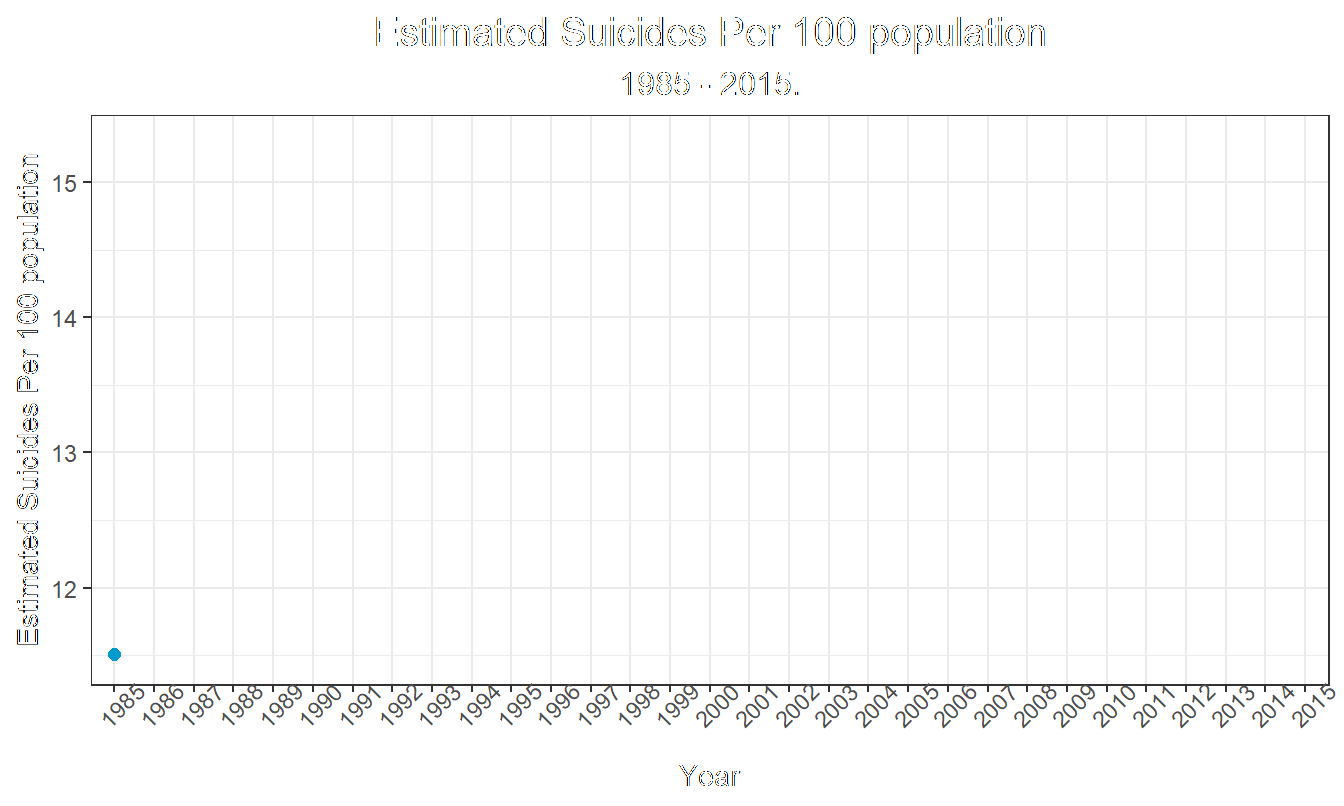 Estimated Suicides Per 100 population
1985 - 2015.
Estimated Suicides Per 100 population
15
14
13
12
1985 1986 1987 1988 1989 1990 1991 1992 1993 1994 1995 1996 1997 1998 1999 2000 2001 2002 2003 2004 2005 2006 2007 2008 2009 2010 2011 2012 2013 2014 2015
Year